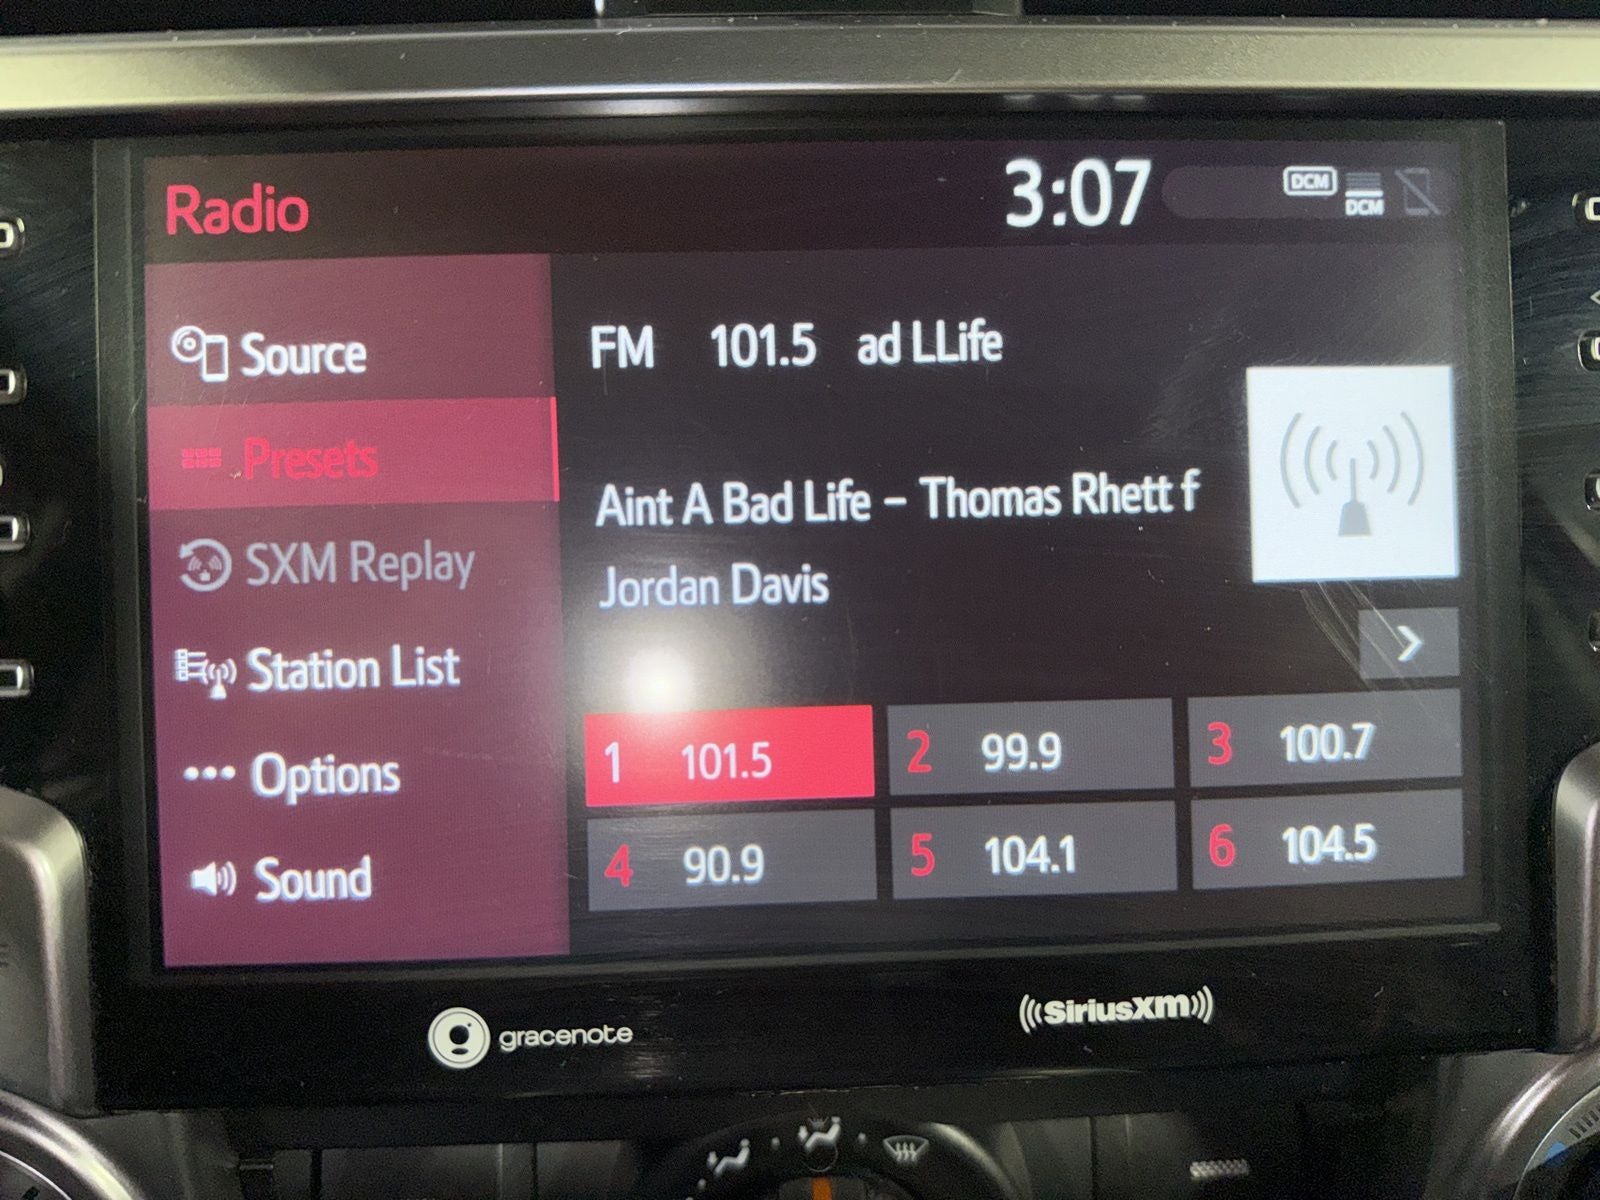 Radio
3:07
DCM
DCM
Source
Presets
SXM Replay
Station List
Options
Sound
FM 101.5 ad LLife
Aint A Bad Life – Thomas Rhett f
Jordan Davis
1 101.5
2 99.9
3 100.7
4 90.9
5 104.1
6 104.5
gracenote
SiriusXM